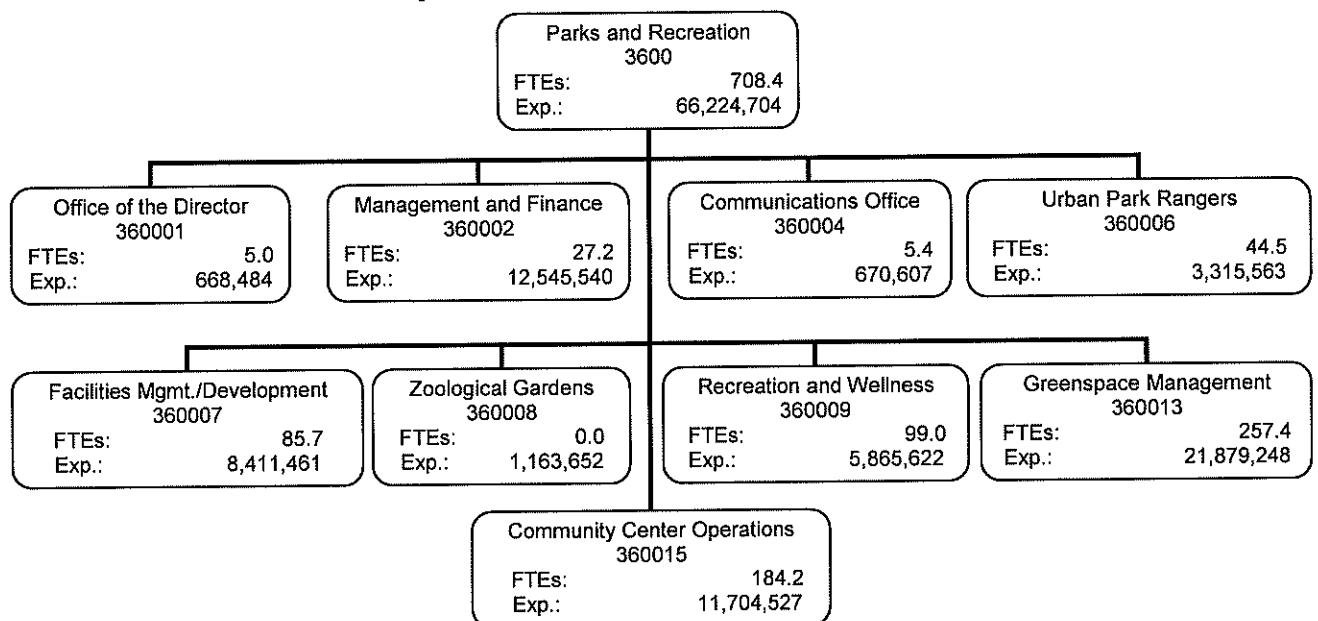 Parks and Recreation
3600
FTEs: 708.4
Exp.: 66,224,704
Office of the Director
360001
FTEs: 5.0
Exp.: 668,484
Management and Finance
360002
FTEs: 27.2
Exp.: 12,545,540
Communications Office
360004
FTEs: 5.4
Exp.: 670,607
Urban Park Rangers
360006
FTEs: 44.5
Exp.: 3,315,563
Facilities Mgmt./Development
360007
FTEs: 85.7
Exp.: 8,411,461
Zoological Gardens
360008
FTEs: 0.0
Exp.: 1,163,652
Recreation and Wellness
360009
FTEs: 99.0
Exp.: 5,865,622
Greenspace Management
360013
FTEs: 257.4
Exp.: 21,879,248
Community Center Operations
360015
FTEs: 184.2
Exp.: 11,704,527